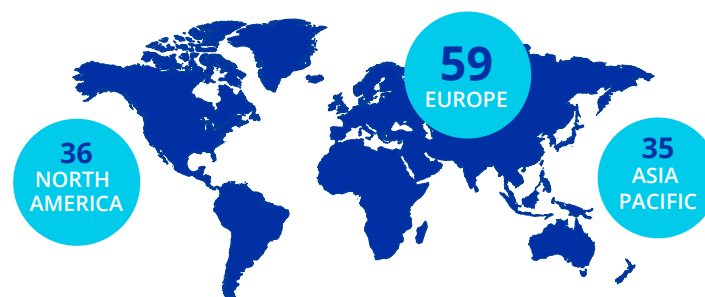 59
EUROPE
36
NORTH
AMERICA
35
ASIA
PACIFIC